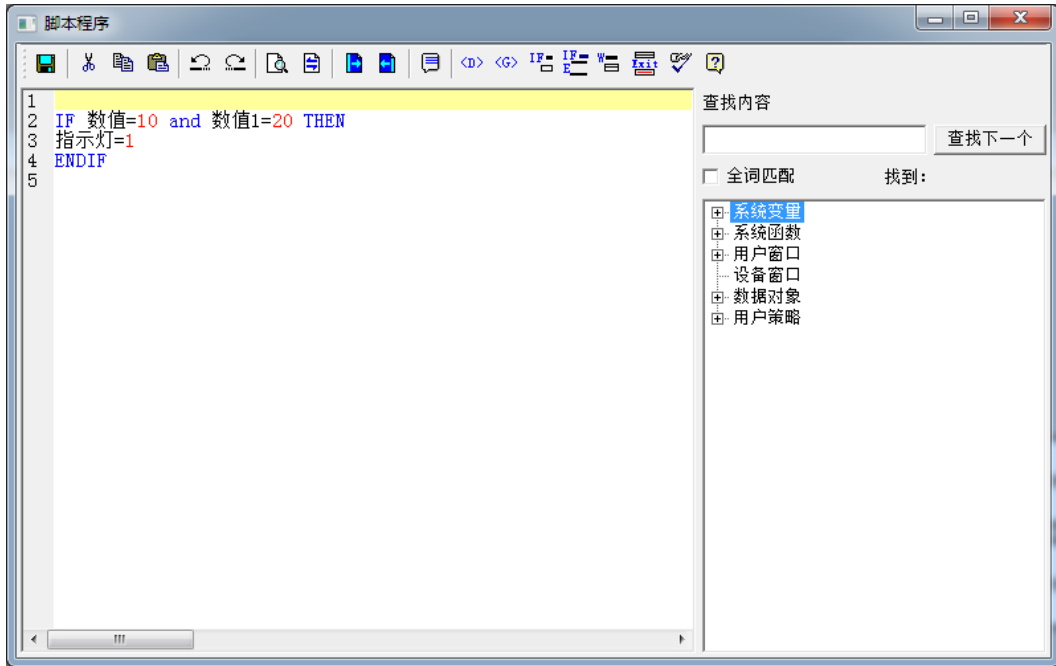 脚本程序
<D> <G> IF IF E W Exit
1
2 IF 数值=10 and 数值1=20 THEN
3 指示灯=1
4 ENDIF
5
查找内容
查找下一个
全词匹配 找到:
系统变量
系统函数
用户窗口
设备窗口
数据对象
用户策略